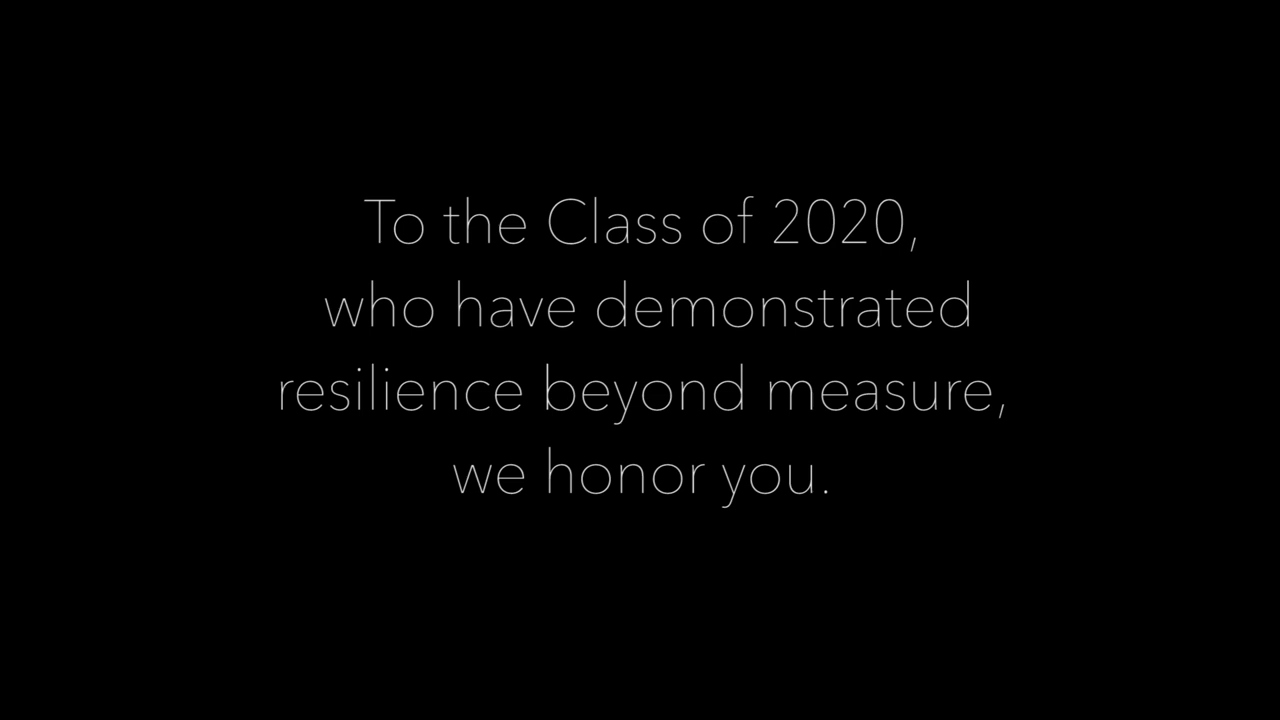 To the Class of 2020,
who have demonstrated
resilience beyond measure,
we honor you.